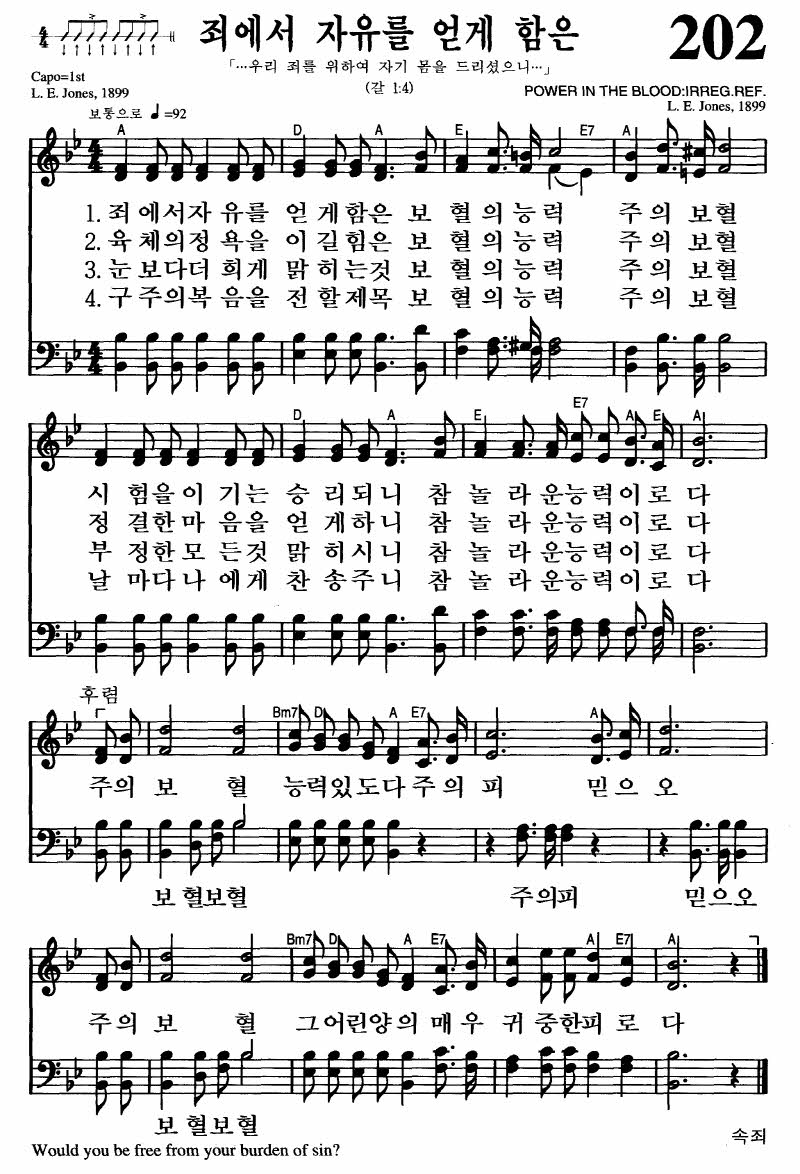 4/4
죄에서 자유를 얻게 함은
202
「…우리 죄를 위하여 자기 몸을 드리셨으니…」
(갈 1:4)
Capo=1st
L. E. Jones, 1899
POWER IN THE BLOOD:IRREG.REF.
L. E. Jones, 1899
보통으로 ♩=92
A D A E E7 A
1. 죄에서자유를 얻게함은 보혈의능력 주의 보혈
2. 육체의정욕을 이길힘은 보혈의능력 주의 보혈
3. 눈보다더 희게 맑히는것 보혈의능력 주의 보혈
4. 구주의복음을 전할제목 보혈의능력 주의 보혈
D A E E7 A E A
시험을이기는 승리되니 참 놀라운능력이로다
정결한마음을 얻게하니 참 놀라운능력이로다
부정한모든것 맑히시니 참 놀라운능력이로다
날마다나에게 찬송주니 참 놀라운능력이로다
후렴
Bm7 D A E7 A
주의 보혈 능력있도다주의 피 믿으오
보혈보혈 주의피 믿으오
Bm7 D A E7 A E7 A
주의 보혈 그어린양의 매우 귀중한피로다
보혈보혈
Would you be free from your burden of sin?
속죄